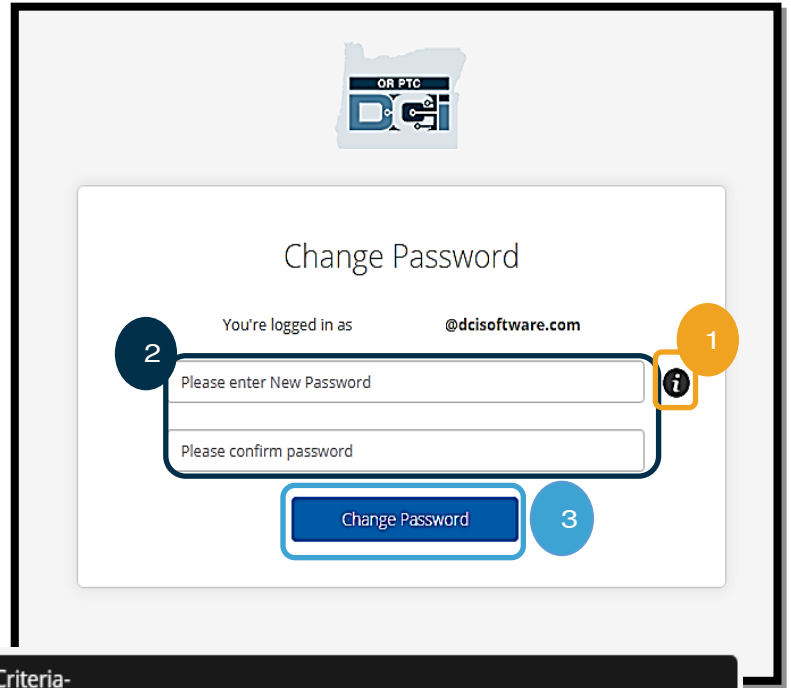 OR PTC
DCi
Change Password
You're logged in as @dcisoftware.com
1
2
Please enter New Password
i
Please confirm password
Change Password
3
Criteria-